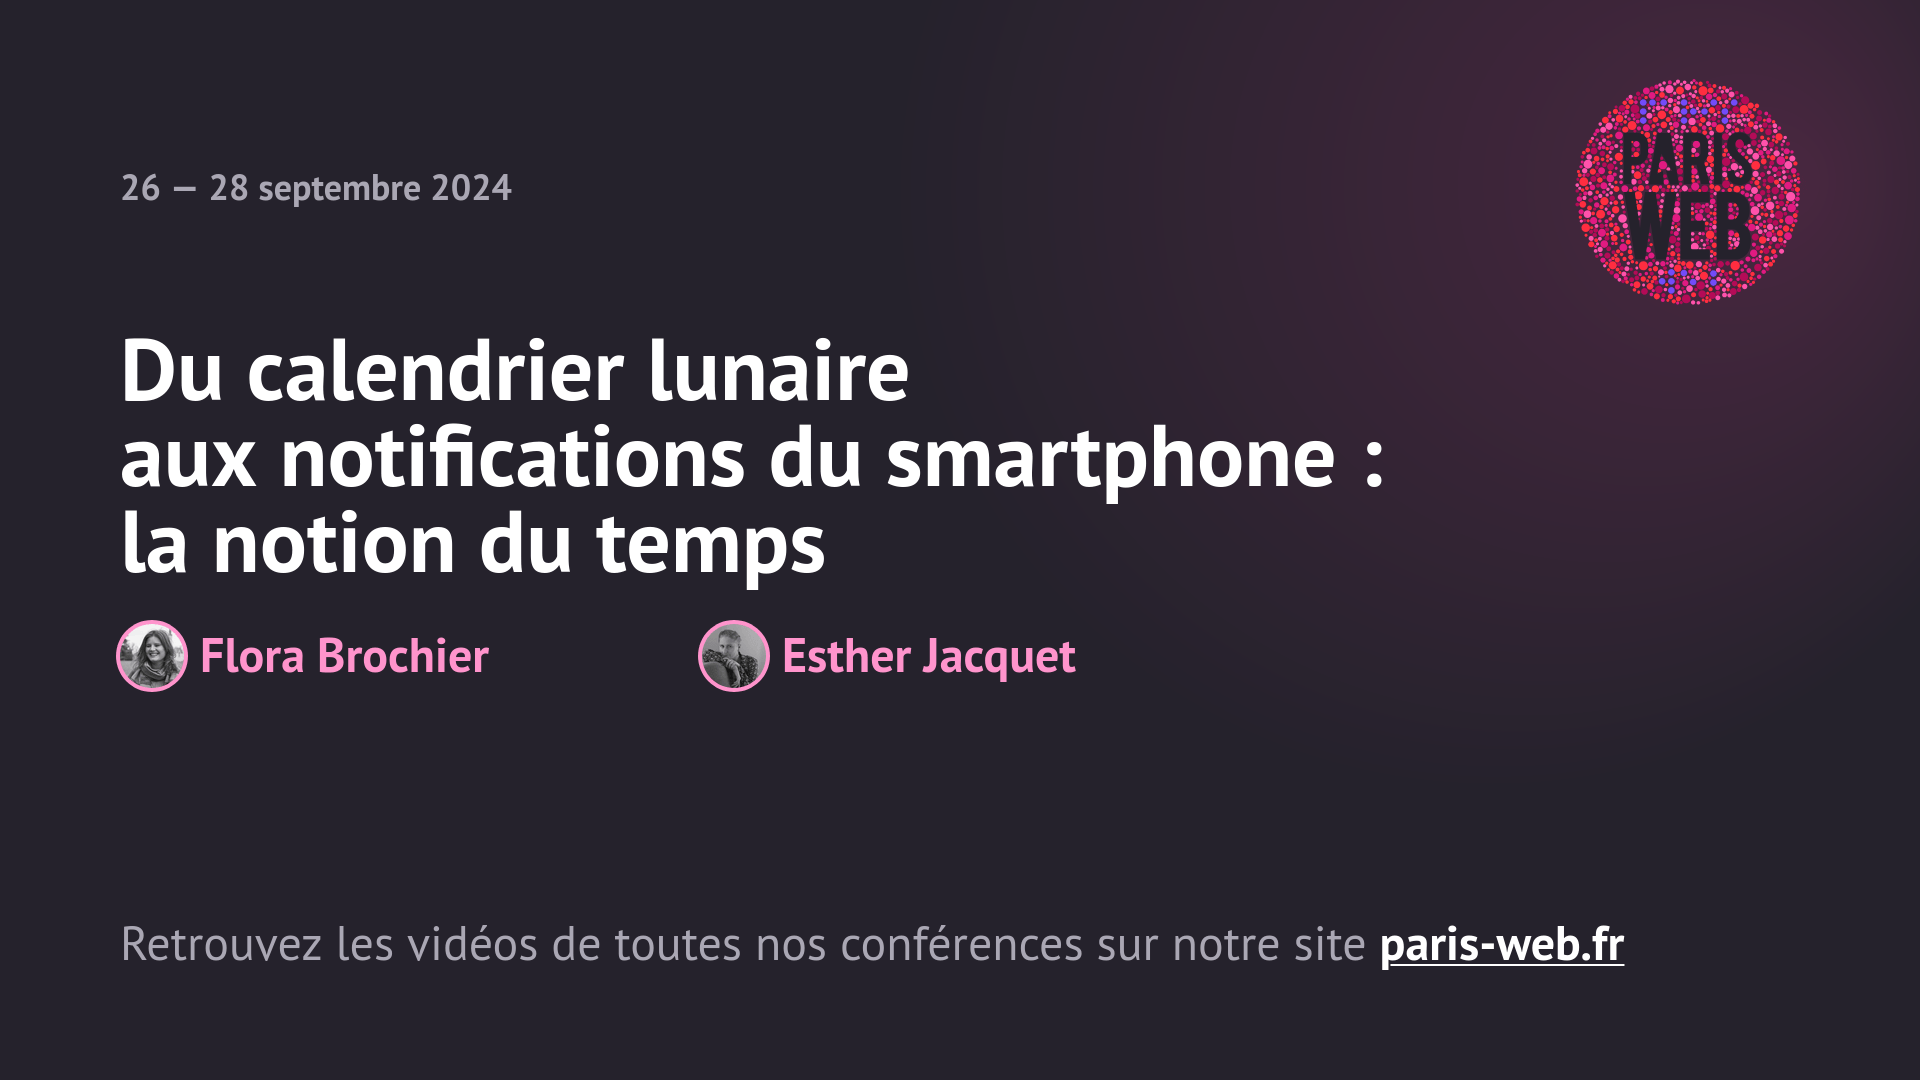 26 — 28 septembre 2024
PARIS
WEB
Du calendrier lunaire
aux notifications du smartphone :
la notion du temps
Flora Brochier
Esther Jacquet
Retrouvez les vidéos de toutes nos conférences sur notre site paris-web.fr